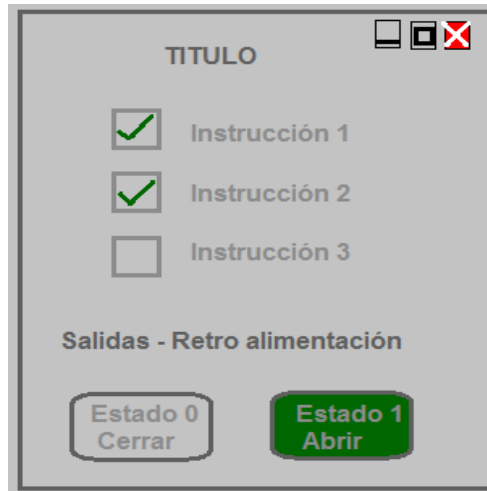 TITULO
Instrucción 1
Instrucción 2
Instrucción 3
Salidas - Retro alimentación
Estado 0
Cerrar
Estado 1
Abrir